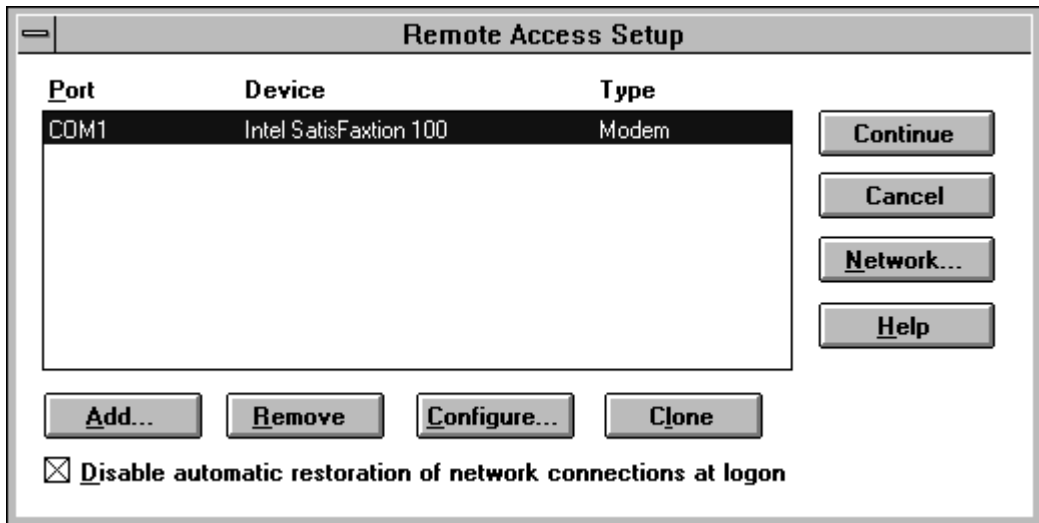 Remote Access Setup
Port Device Type
COM1 Intel SatisFaxtion 100 Modem
Continue
Cancel
Network...
Help
Add... Remove Configure... Clone
Disable automatic restoration of network connections at logon